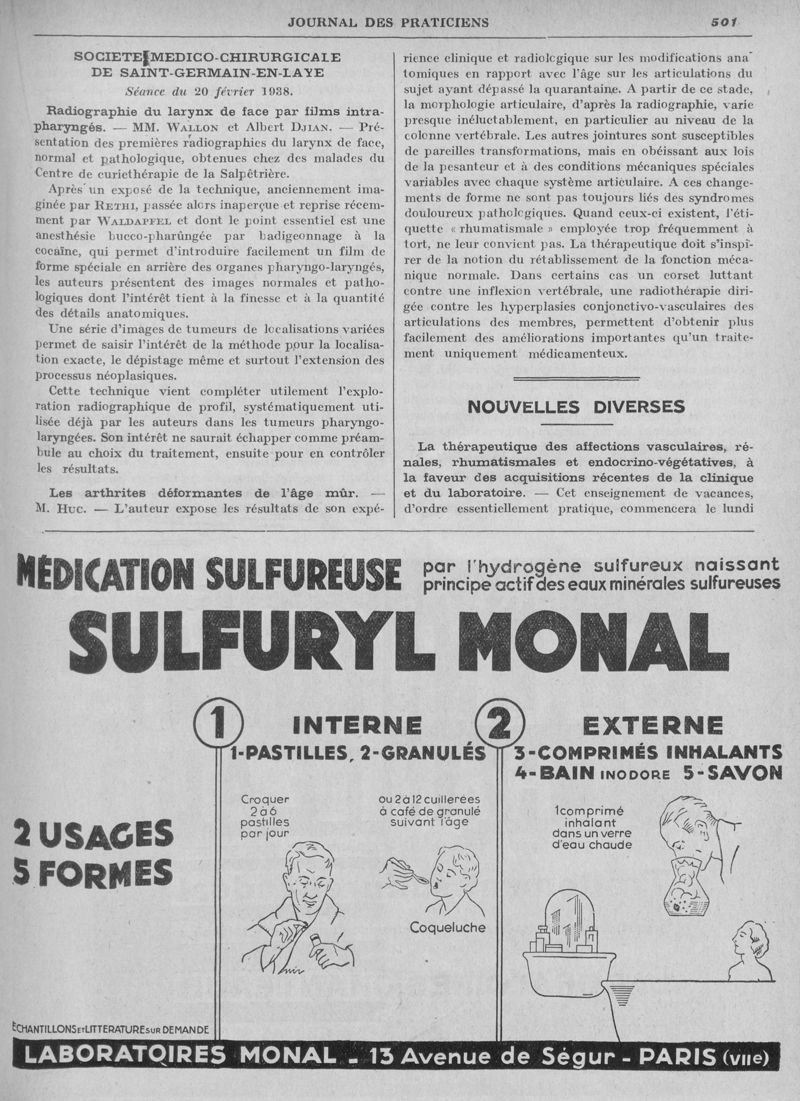 JOURNAL DES PRATICIENS 501
SOCIETE MEDICO-CHIRURGICALE
DE SAINT-GERMAIN-EN-LAYE
Séance du 20 février 1938.
Radiographie du larynx de face par films intra-
pharyngés. — MM. WALLON et Albert DJIAN. — Pré-
sentation des premières radiographies du larynx de face,
normal et pathologique, obtenues chez des malades du
Centre de curiethérapie de la Salpêtrière.
Après un exposé de la technique, anciennement ima-
ginée par RETHI, passée alors inaperçue et reprise récem-
ment par WALDAPFEL et dont le point essentiel est une
anesthésie bucco-pharûngée par badigeonnage à la
cocaïne, qui permet d'introduire facilement un film de
forme spéciale en arrière des organes pharyngo-laryngés,
les auteurs présentent des images normales et patho-
logiques dont l'intérêt tient à la finesse et à la quantité
des détails anatomiques.
Une série d'images de tumeurs de localisations variées
permet de saisir l'intérêt de la méthode pour la localisa-
tion exacte, le dépistage même et surtout l'extension des
processus néoplasiques.
Cette technique vient compléter utilement l'explo-
ration radiographique de profil, systématiquement uti-
lisée déjà par les auteurs dans les tumeurs pharyngo-
laryngées. Son intérêt ne saurait échapper comme préam-
bule au choix du traitement, ensuite pour en contrôler
les résultats.
Les arthrites déformantes de l'âge mûr. —
M. HUC. — L'auteur expose les résultats de son expé-
rience clinique et radiologique sur les modifications ana
tomiques en rapport avec l'âge sur les articulations du
sujet ayant dépassé la quarantaine. A partir de ce stade,
la morphologie articulaire, d'après la radiographie, varie
presque inéluctablement, en particulier au niveau de la
colonne vertébrale. Les autres jointures sont susceptibles
de pareilles transformations, mais en obéissant aux lois
de la pesanteur et à des conditions mécaniques spéciales
variables avec chaque système articulaire. A ces change-
ments de forme ne sont pas toujours liés des syndromes
douloureux pathologiques. Quand ceux-ci existent, l'éti-
quette « rhumatismale » employée trop fréquemment à
tort, ne leur convient pas. La thérapeutique doit s'inspi-
rer de la notion du rétablissement de la fonction méca-
nique normale. Dans certains cas un corset luttant
contre une inflexion vertébrale, une radiothérapie diri-
gée contre les hyperplasies conjonctivo-vasculaires des
articulations des membres, permettent d'obtenir plus
facilement des améliorations importantes qu'un traite-
ment uniquement médicamenteux.
NOUVELLES DIVERSES
La thérapeutique des affections vasculaires, ré-
nales, rhumatismales et endocrino-végétatives, à
la faveur des acquisitions récentes de la clinique
et du laboratoire. — Cet enseignement de vacances,
d'ordre essentiellement pratique, commencera le lundi
MÉDICATION SULFUREUSE
par l'hydrogène sulfureux naissant
principe actif des eaux minérales sulfureuses
SULFURYL MONAL
2 USAGES
5 FORMES
1 INTERNE
1-PASTILLES, 2-GRANULÉS
Croquer
2 à 6
pastilles
par jour
ou 2 à 12 cuillerées
à café de granulé
suivant l'âge
Coqueluche
2 EXTERNE
3-COMPRIMÉS INHALANTS
4-BAIN INODORE 5-SAVON
1 comprimé
inhalant
dans un verre
d'eau chaude
ÉCHANTILLONS ET LITTÉRATURE SUR DEMANDE
LABORATOIRES MONAL - 13 Avenue de Ségur - PARIS (VIIe)